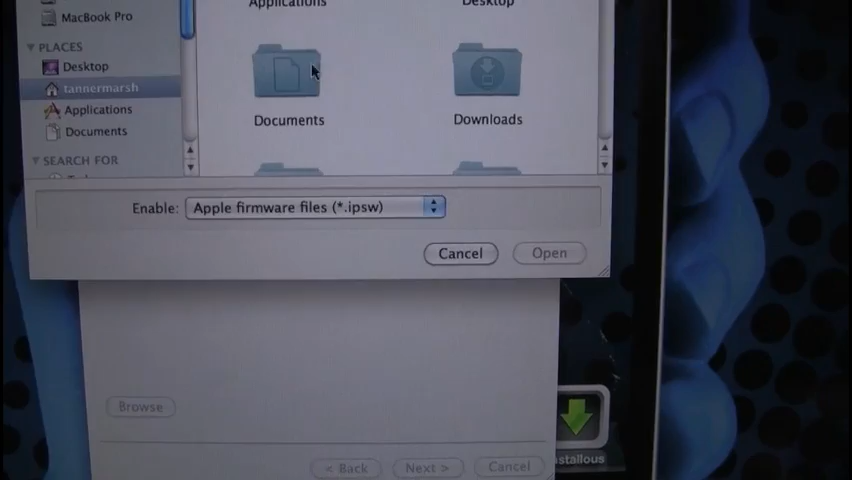 Applications
Desktop
MacBook Pro
PLACES
Desktop
tannermarsh
Applications
Documents
SEARCH FOR
Documents
Downloads
Enable:
Apple firmware files (*.ipsw)
Cancel
Open
Browse
< Back
Next >
Cancel
stallous